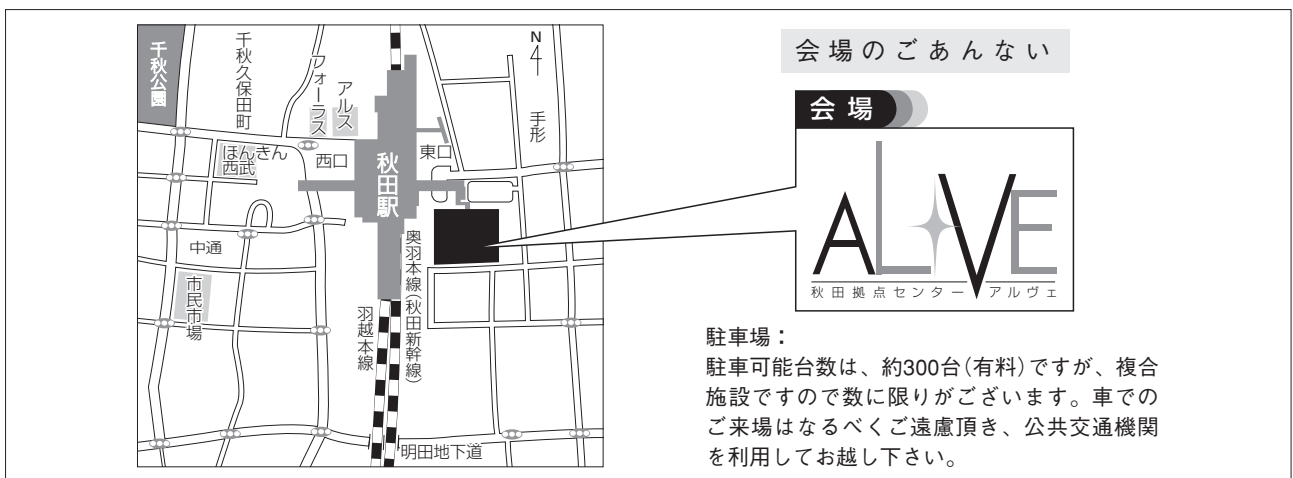 千秋公園
千秋久保田町
フォーラス
アルス
N
手形
ほんきん
西武
西口
秋田駅
東口
中通
市民市場
奥羽本線(秋田新幹線)
羽越本線
明田地下道
会場のごあんない
会場
ALVE
秋田拠点センター アルヴェ
駐車場：
駐車可能台数は、約300台(有料)ですが、複合
施設ですので数に限りがございます。車での
ご来場はなるべくご遠慮頂き、公共交通機関
を利用してお越し下さい。